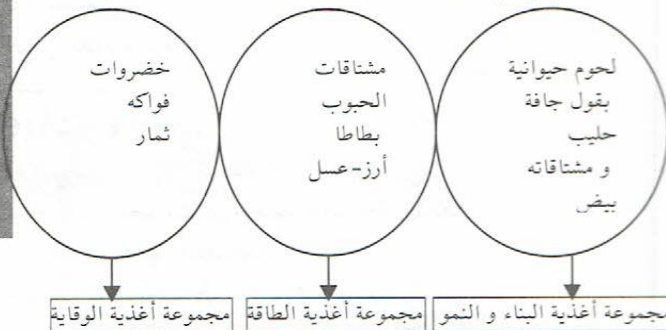 لحوم حيوانية
بقول جافة
حليب
و مشتاقاته
بيض
مشتاقات
الحبوب
بطاطا
أرز-عسل
خضروات
فواكه
ثمار
مجموعة أغذية البناء و النمو
مجموعة أغذية الطاقة
مجموعة أغذية الوقاية